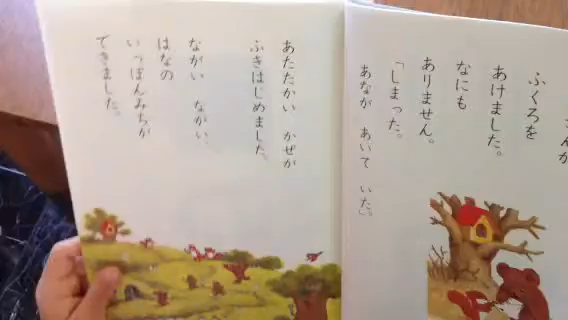 さんが
ふくろを
あけました。
なにも
ありません。
「しまった。
あなが あいて いた。」
あたたかい かぜが
ふきはじめました。
ながい ながい、
はなの
いっぽんみちが
できました。